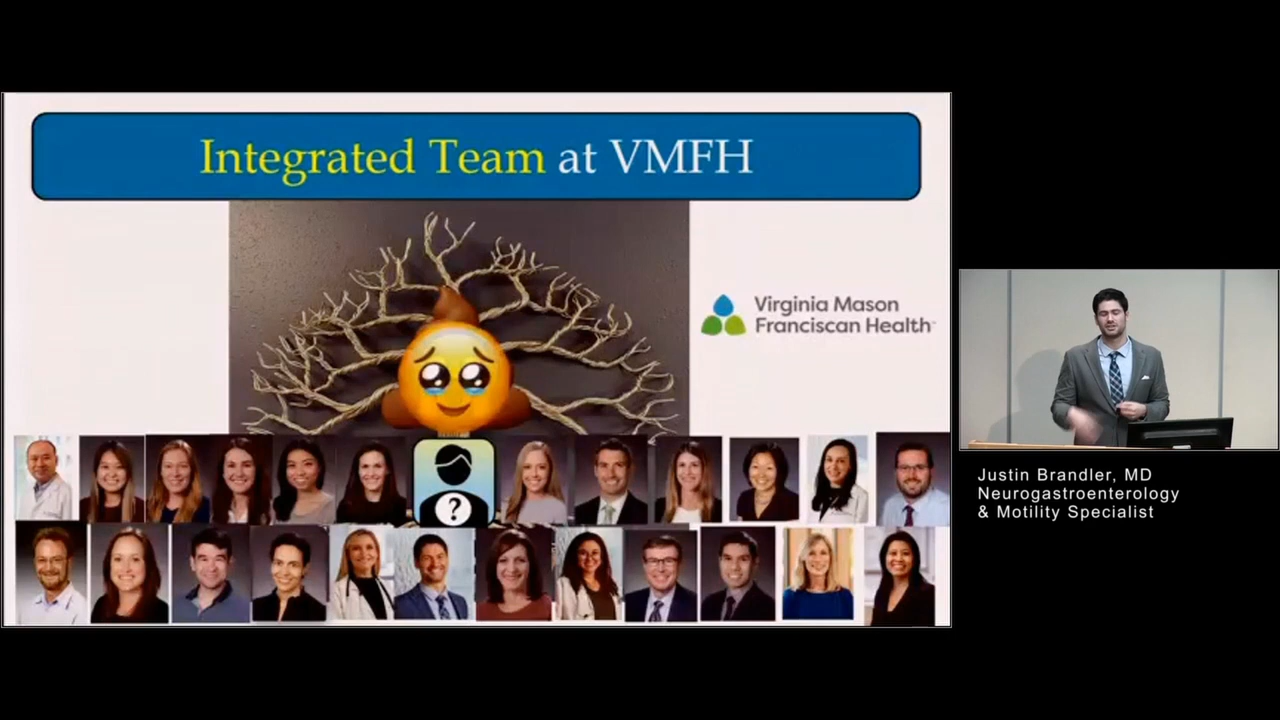 Integrated Team at VMFH
Virginia Mason
Franciscan Health
?
Justin Brandler, MD
Neurogastroenterology
& Motility Specialist